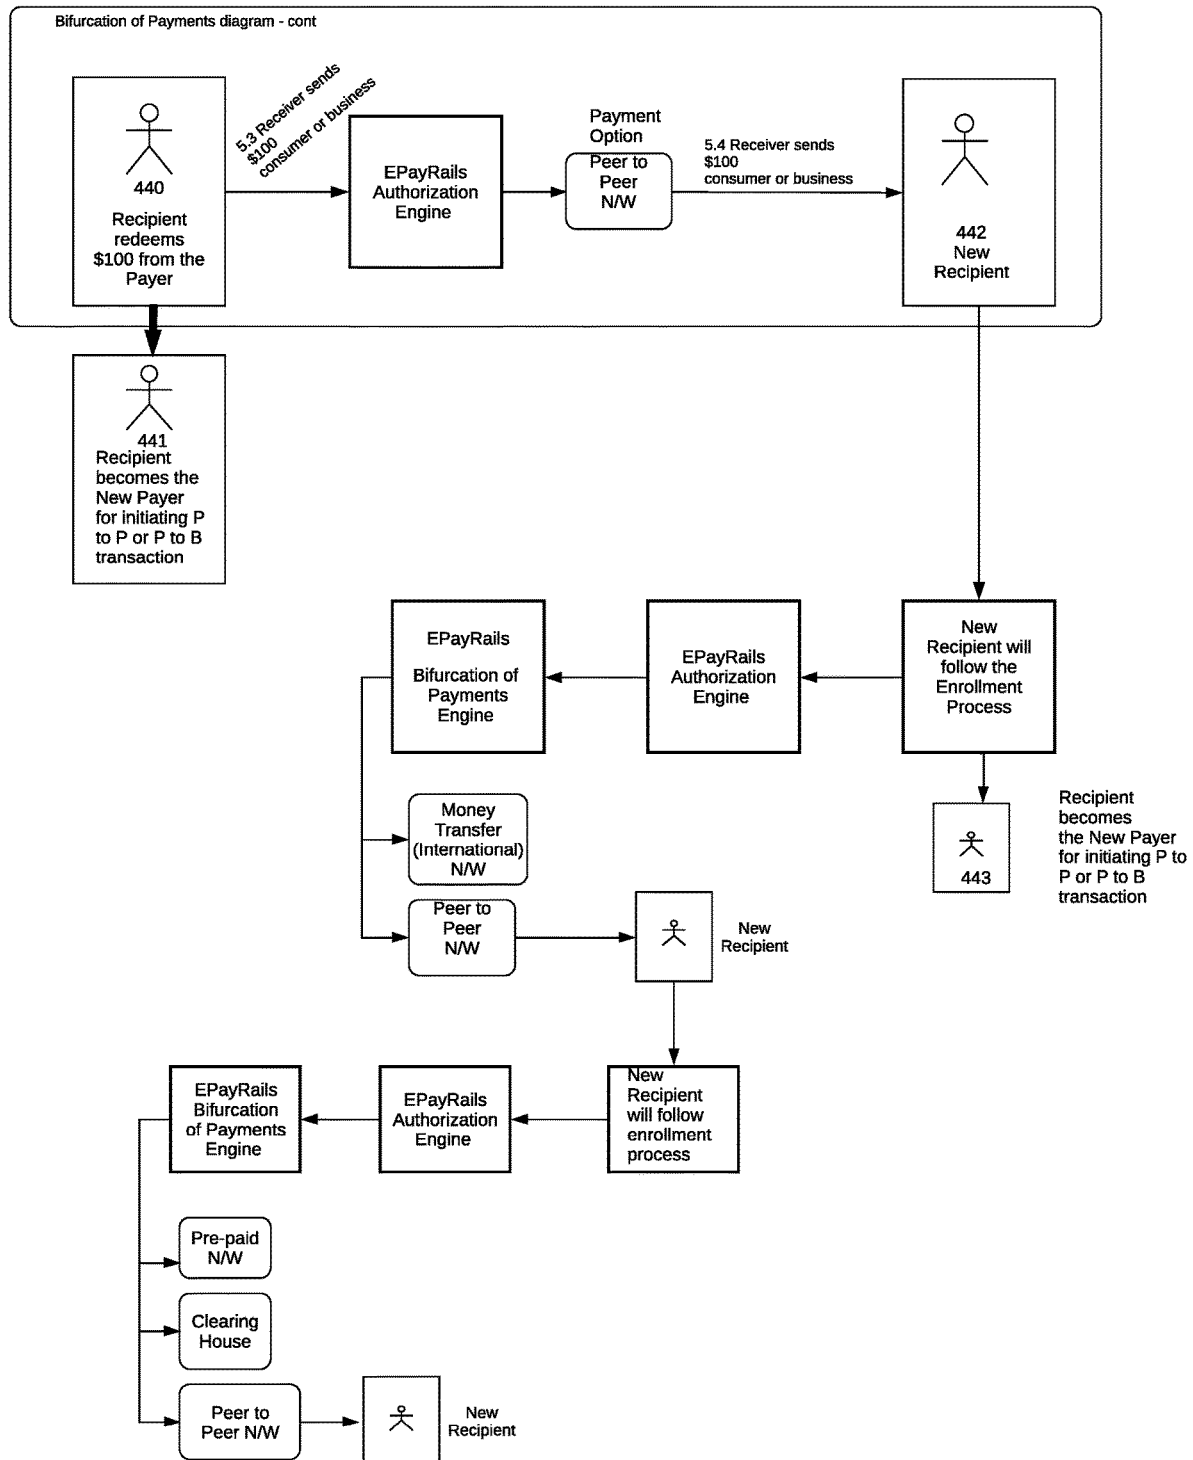 Bifurcation of Payments diagram - cont
440
Recipient
redeems
$100 from the
Payer
5.3 Receiver sends
$100
consumer or business
EPayRails
Authorization
Engine
Payment
Option
Peer to
Peer
N/W
5.4 Receiver sends
$100
consumer or business
442
New
Recipient
441
Recipient
becomes the
New Payer
for initiating P
to P or P to B
transaction
EPayRails
Bifurcation of
Payments
Engine
EPayRails
Authorization
Engine
New
Recipient will
follow the
Enrollment
Process
Money
Transfer
(International)
N/W
443
Recipient
becomes
the New Payer
for initiating P to
P or P to B
transaction
Peer to
Peer
N/W
New
Recipient
EPayRails
Bifurcation
of Payments
Engine
EPayRails
Authorization
Engine
New
Recipient
will follow
enrollment
process
Pre-paid
N/W
Clearing
House
Peer to
Peer N/W
New
Recipient